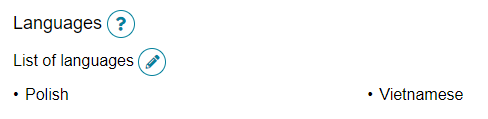 Languages ?
List of languages
• Polish • Vietnamese